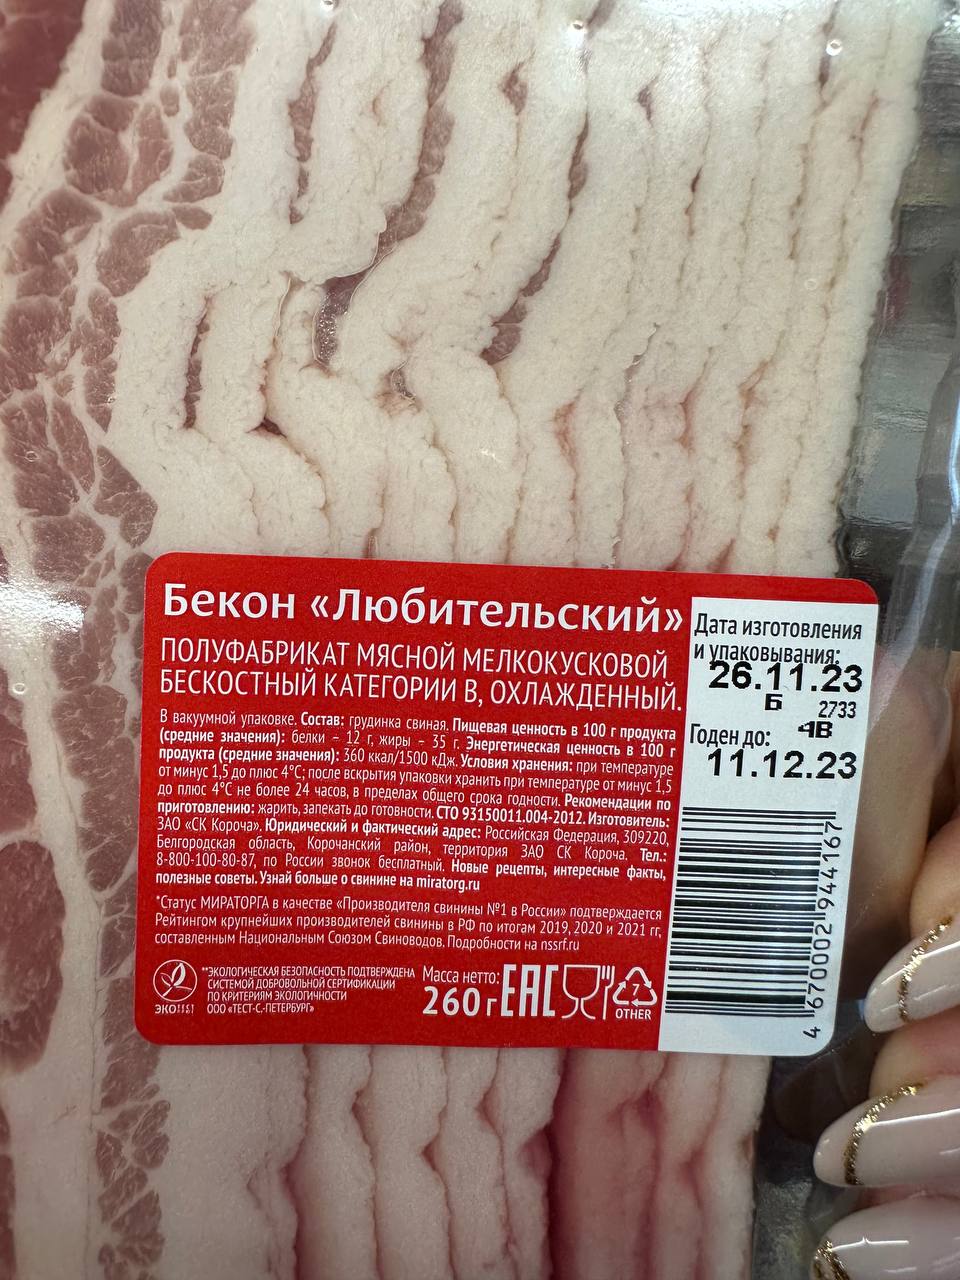 Бекон «Любительский»
ПОЛУФАБРИКАТ МЯСНОЙ МЕЛКОКУСКОВОЙ
БЕСКОСТНЫЙ КАТЕГОРИИ В, ОХЛАЖДЕННЫЙ.
В вакуумной упаковке. Состав: грудинка свиная. Пищевая ценность в 100 г продукта
(средние значения): белки – 12 г, жиры – 35 г. Энергетическая ценность в 100 г
продукта (средние значения): 360 ккал/1500 кДж. Условия хранения: при температуре
от минус 1,5 до плюс 4°С; после вскрытия упаковки хранить при температуре от минус 1,5
до плюс 4°С не более 24 часов, в пределах общего срока годности. Рекомендации по
приготовлению: жарить, запекать до готовности. СТО 93150011.004-2012. Изготовитель:
ЗАО «СК Короча». Юридический и фактический адрес: Российская Федерация, 309220,
Белгородская область, Корочанский район, территория ЗАО СК Короча. Тел.:
8-800-100-80-87, по России звонок бесплатный. Новые рецепты, интересные факты,
полезные советы. Узнай больше о свинине на miratorg.ru
*Статус МИРАТОРГА в качестве «Производителя свинины №1 в России» подтверждается
Рейтингом крупнейших производителей свинины в РФ по итогам 2019, 2020 и 2021 гг,
составленным Национальным Союзом Свиноводов. Подробности на nssrf.ru
**ЭКОЛОГИЧЕСКАЯ БЕЗОПАСНОСТЬ ПОДТВЕРЖДЕНА
СИСТЕМОЙ ДОБРОВОЛЬНОЙ СЕРТИФИКАЦИИ
ПО КРИТЕРИЯМ ЭКОЛОГИЧНОСТИ
ООО «ТЕСТ-С.-ПЕТЕРБУРГ»
Масса нетто:
260 г
EAC
7
OTHER
Дата изготовления
и упаковывания:
26.11.23
Б 2733
4В
Годен до:
11.12.23
4 670002 944167